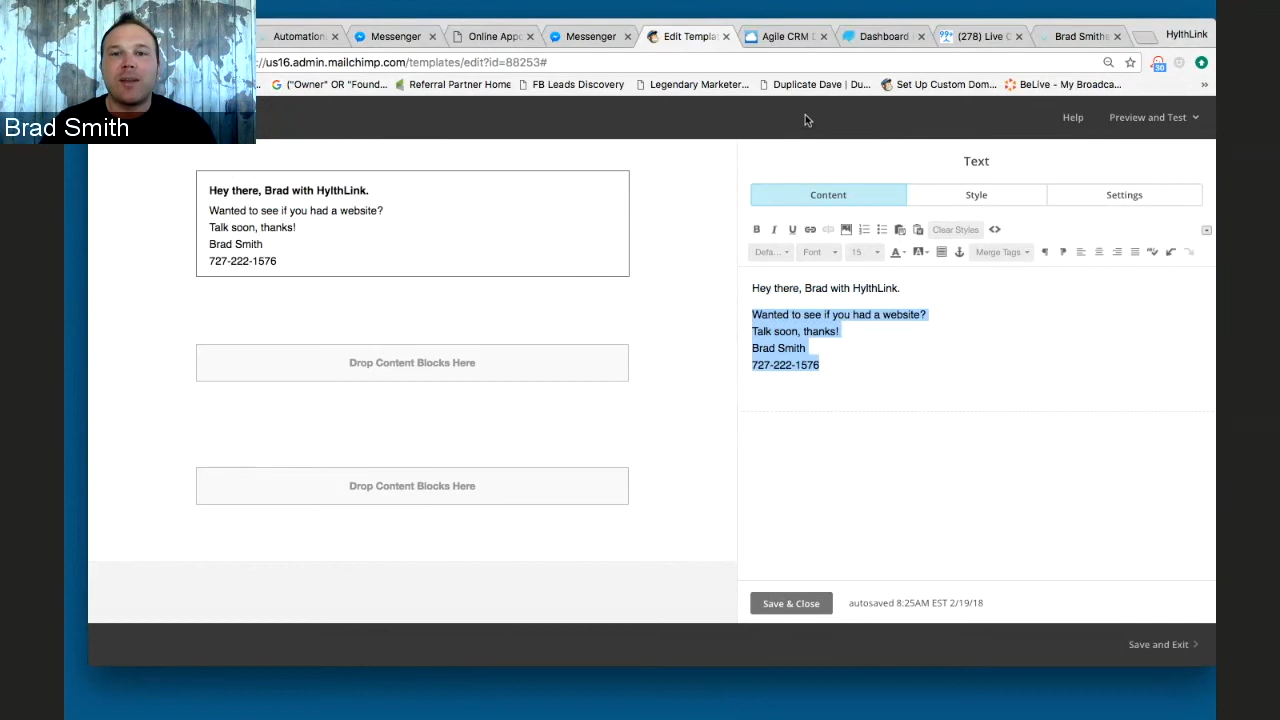 Brad Smith
Automation
Messenger
Online Appo
Messenger
Edit Templat
Agile CRM D
Dashboard
(278) Live C
Brad Smith's
HylthLink
//us16.admin.mailchimp.com/templates/edit?id=88253#
30
("Owner" OR "Found...
Referral Partner Home
FB Leads Discovery
Legendary Marketer...
Duplicate Dave | Du...
Set Up Custom Dom...
BeLive - My Broadca...
»
Help
Preview and Test
Hey there, Brad with HylthLink.
Wanted to see if you had a website?
Talk soon, thanks!
Brad Smith
727-222-1576
Drop Content Blocks Here
Drop Content Blocks Here
Text
Content
Style
Settings
B I U
Clear Styles
Defa...
Font
15
A
A
Merge Tags
Hey there, Brad with HylthLink.
Wanted to see if you had a website?
Talk soon, thanks!
Brad Smith
727-222-1576
Save & Close
autosaved 8:25AM EST 2/19/18
Save and Exit